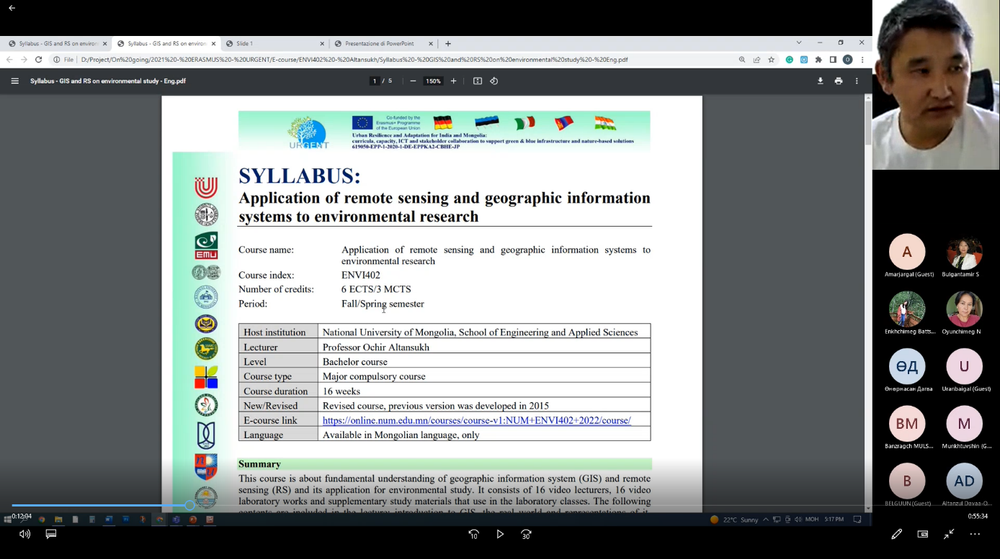 Syllabus - GIS and RS on environ
Syllabus - GIS and RS on environ
Slide 1
Presentazione di PowerPoint
File
D:/Project/On%20going/2021%20-%20ERASMUS%20-%20URGENT/E-course/ENVI402%20-%20Altansukh/Syllabus%20-%20GIS%20and%20RS%20on%20environmental%20study%20-%20Eng.pdf
Syllabus - GIS and RS on environmental study - Eng.pdf
1 / 5
150%
URGENT
Co-funded by the
Erasmus+ Programme
of the European Union
Urban Resilience and Adaptation for India and Mongolia:
curricula, capacity, ICT and stakeholder collaboration to support green & blue infrastructure and nature-based solutions
619050-EPP-1-2020-1-DE-EPPKA2-CBHE-JP
EMU
SYLLABUS:
Application of remote sensing and geographic information
systems to environmental research
Course name: Application of remote sensing and geographic information systems to
environmental research
Course index: ENVI402
Number of credits: 6 ECTS/3 MCTS
Period: Fall/Spring semester
Host institution National University of Mongolia, School of Engineering and Applied Sciences
Lecturer Professor Ochir Altansukh
Level Bachelor course
Course type Major compulsory course
Course duration 16 weeks
New/Revised Revised course, previous version was developed in 2015
E-course link https://online.num.edu.mn/courses/course-v1:NUM+ENVI402+2022/course/
Language Available in Mongolian language, only
Summary
This course is about fundamental understanding of geographic information system (GIS) and remote
sensing (RS) and its application for environmental study. It consists of 16 video lecturers, 16 video
laboratory works and supplementary study materials that use in the laboratory classes. The following
contents are included in the lecture: introduction to GIS, the real world and representations of it,
A
Amarjargal (Guest)
Bulgantamir S
Enkhchimeg Batts...
Oyunchimeg N
ӨД
Өнөрнасан Дагва
U
Uranbaigal (Guest)
BM
Banzragch MULS...
M
Munkhtuvshin (G...
B
BELGUUN(Guest)
AD
Altanzul Davaa-O...
22°C Sunny
МОН
5:17 PM
0:12:04
0:55:34
10
30